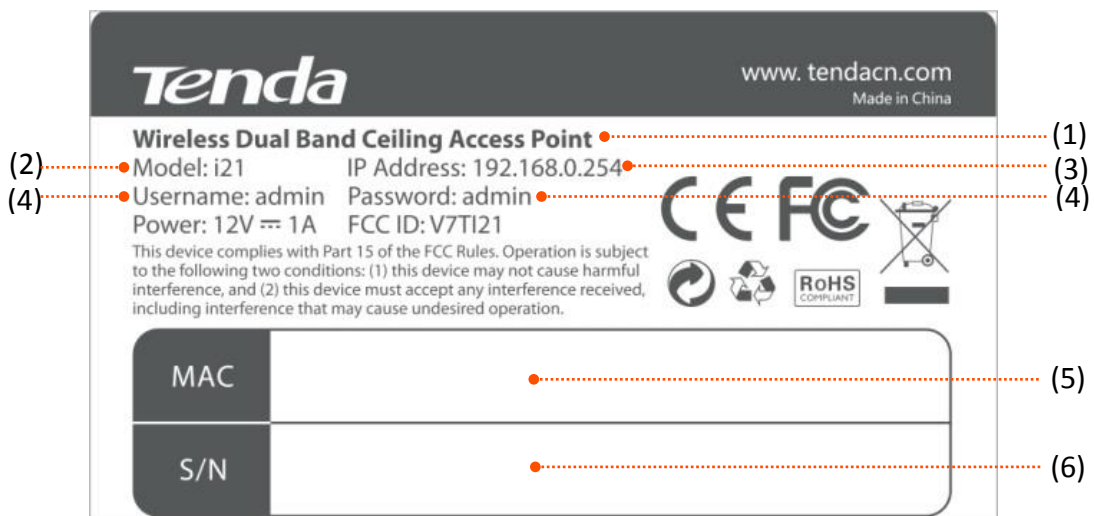 Tenda
www. tendacn.com
Made in China
Wireless Dual Band Ceiling Access Point (1)
(2) Model: i21 IP Address: 192.168.0.254 (3)
(4) Username: admin Password: admin (4)
Power: 12V ⎓ 1A FCC ID: V7TI21
This device complies with Part 15 of the FCC Rules. Operation is subject
to the following two conditions: (1) this device may not cause harmful
interference, and (2) this device must accept any interference received,
including interference that may cause undesired operation.
CE FC
RoHS
COMPLIANT
MAC (5)
S/N (6)